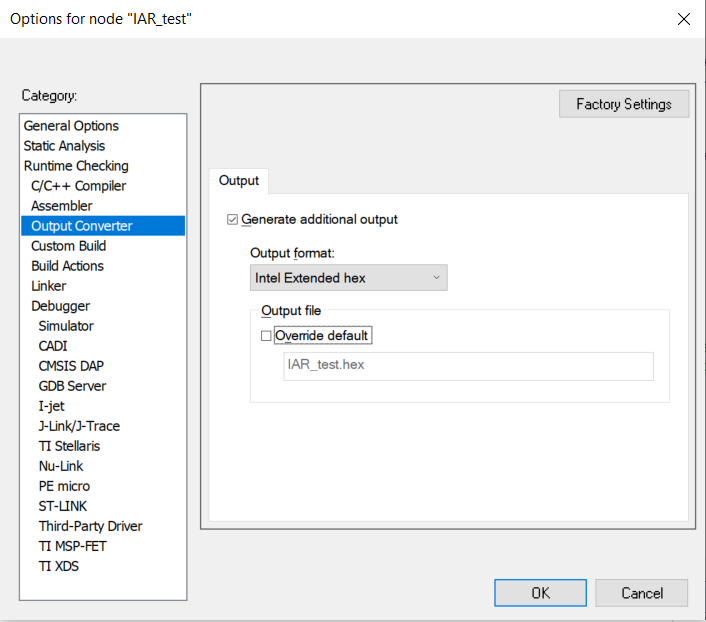 Options for node "IAR_test"
Category:
General Options
Static Analysis
Runtime Checking
C/C++ Compiler
Assembler
Output Converter
Custom Build
Build Actions
Linker
Debugger
Simulator
CADI
CMSIS DAP
GDB Server
I-jet
J-Link/J-Trace
TI Stellaris
Nu-Link
PE micro
ST-LINK
Third-Party Driver
TI MSP-FET
TI XDS
Factory Settings
Output
Generate additional output
Output format:
Intel Extended hex
Output file
Override default
IAR_test.hex
OK
Cancel